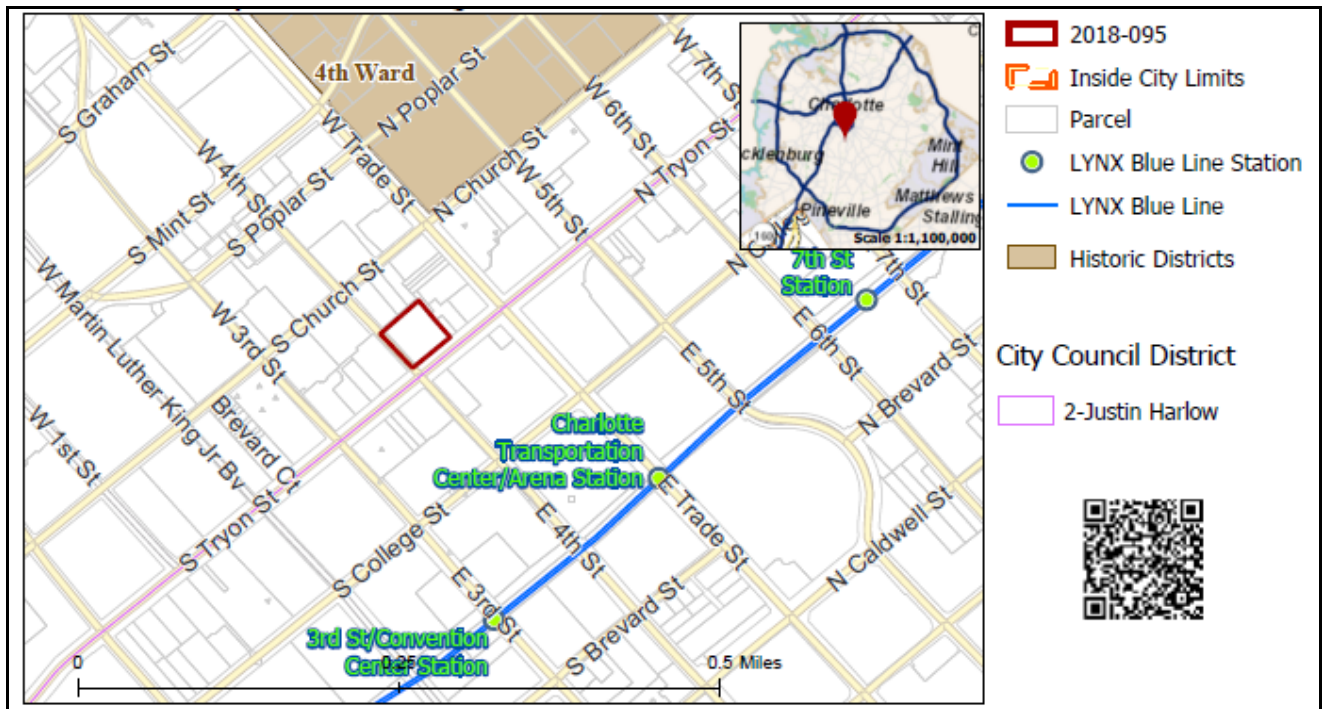 S Graham St
4th Ward
N Poplar St
W 7th St
W 6th St
W Trade St
W 4th St
N Church St
W 5th St
N Tryon St
S Poplar St
S Mint St
S Church St
W 3rd St
W Martin Luther King Jr Bv
Brevard Ct
W 1st St
S Tryon St
S College St
E 3rd St
E 4th St
E Trade St
E 5th St
E 6th St
7th St
N Brevard St
N Caldwell St
S Brevard St
7th St
Station
Charlotte
Transportation
Center/Arena Station
3rd St/Convention
Center Station
0
0.25
0.5 Miles
Charlotte
cklenburg
Mint
Hill
Matthews
Stalling
Pineville
160
Scale 1:1,100,000
2018-095
Inside City Limits
Parcel
LYNX Blue Line Station
LYNX Blue Line
Historic Districts
City Council District
2-Justin Harlow